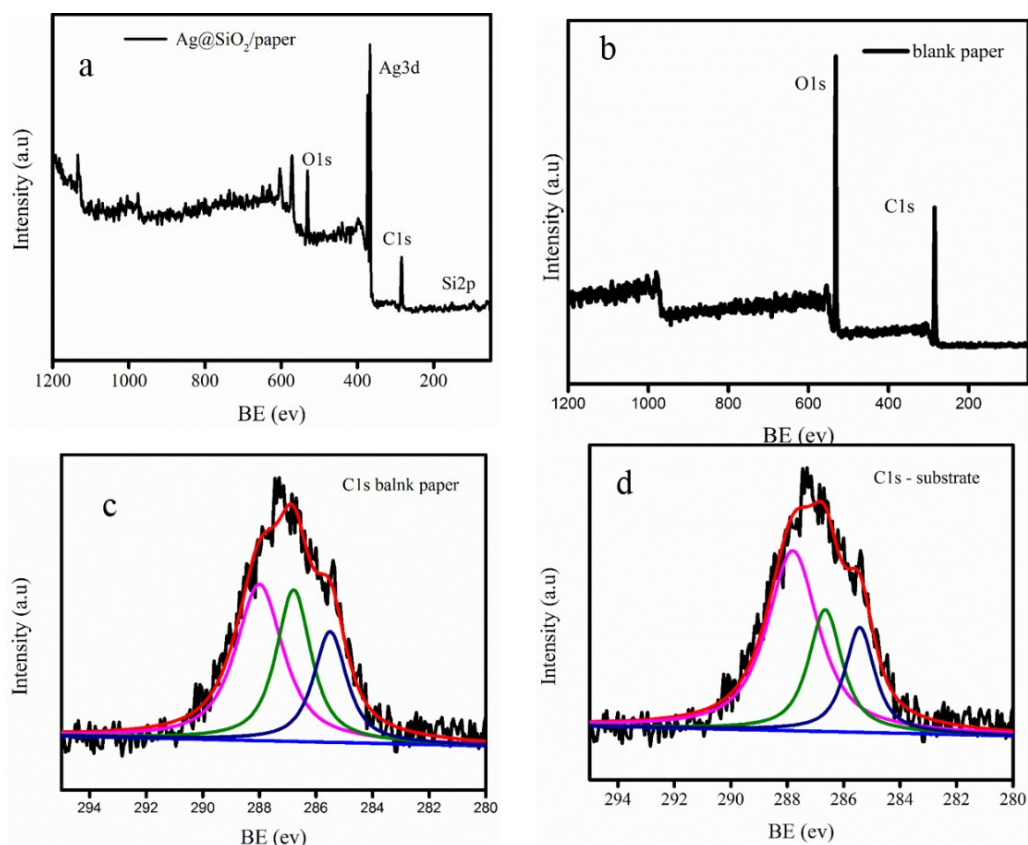 a
Ag@SiO2/paper
Ag3d
O1s
C1s
Si2p
Intensity (a.u)
1200 1000 800 600 400 200
BE (ev)
b
blank paper
O1s
C1s
Intensity (a.u)
1200 1000 800 600 400 200
BE (ev)
c
C1s balnk paper
Intensity (a.u)
294 292 290 288 286 284 282 280
BE (ev)
d
C1s - substrate
Intensity (a.u)
294 292 290 288 286 284 282 280
BE (ev)